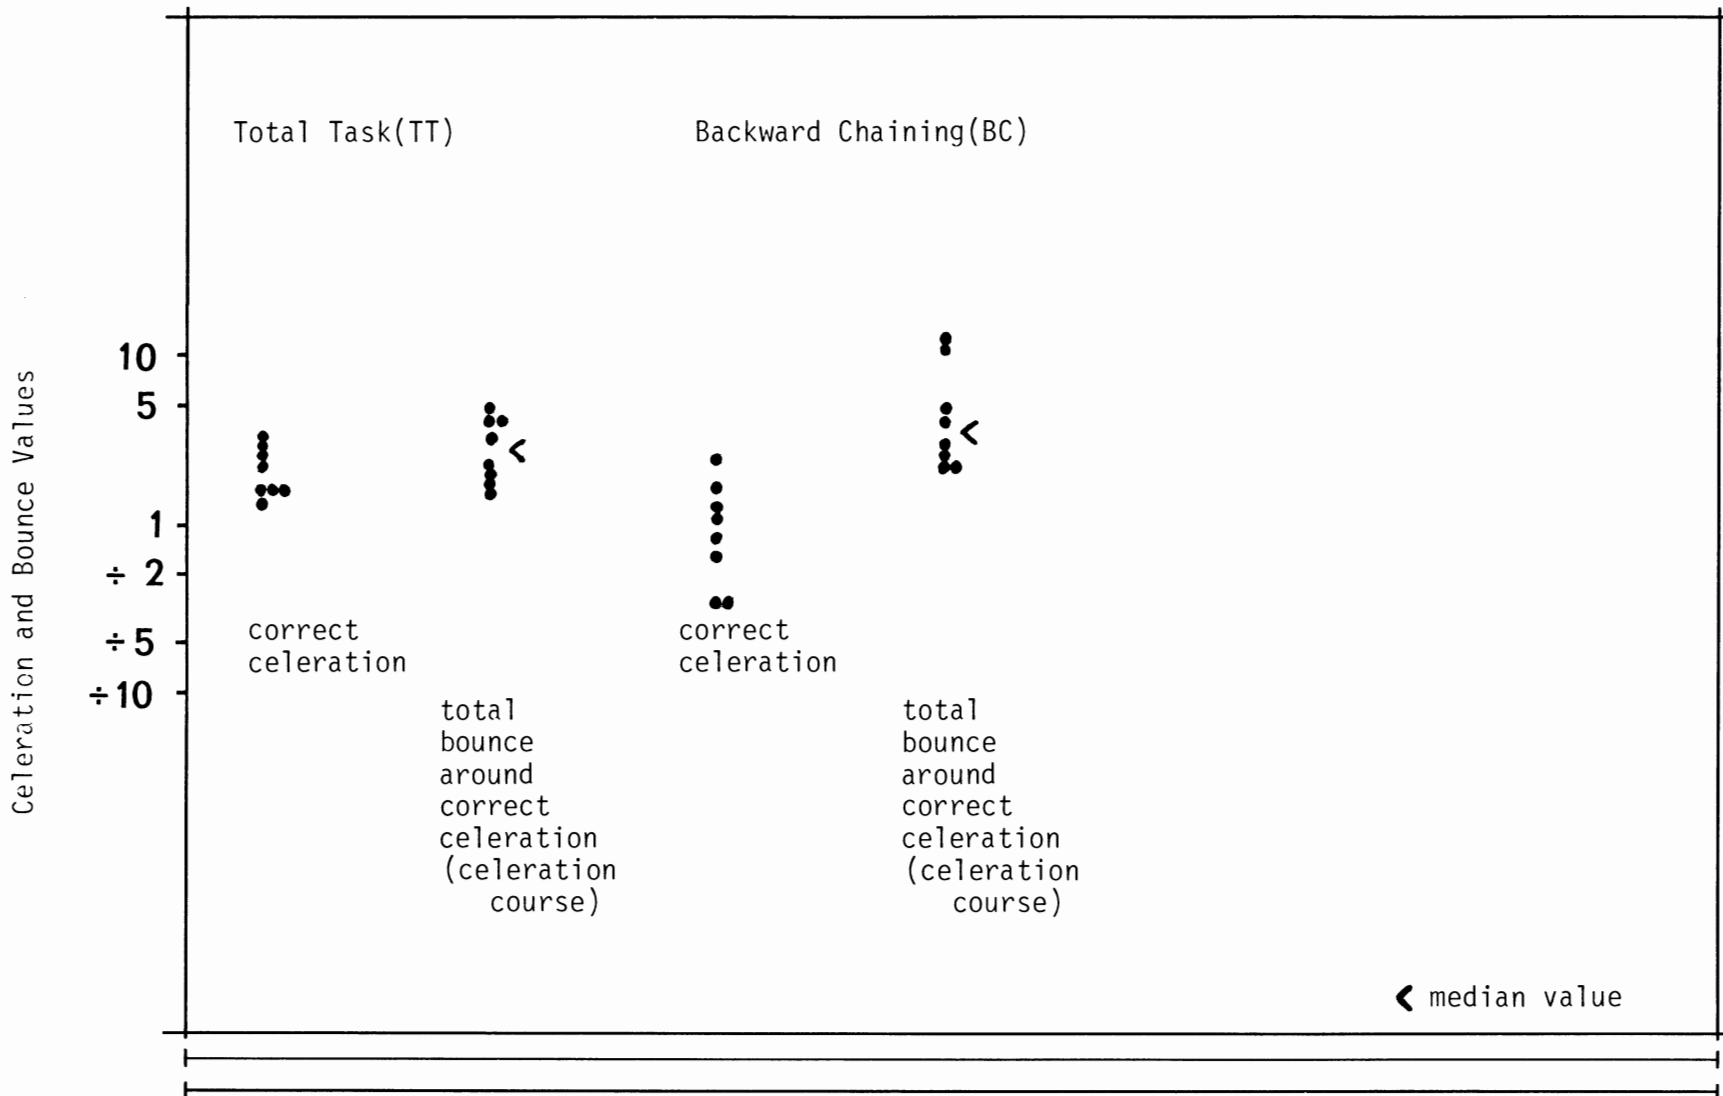 Total Task(TT)
Backward Chaining(BC)
Celeration and Bounce Values
10
5
1
÷ 2
÷5
÷10
correct
celeration
total
bounce
around
correct
celeration
(celeration
course)
correct
celeration
total
bounce
around
correct
celeration
(celeration
course)
< median value